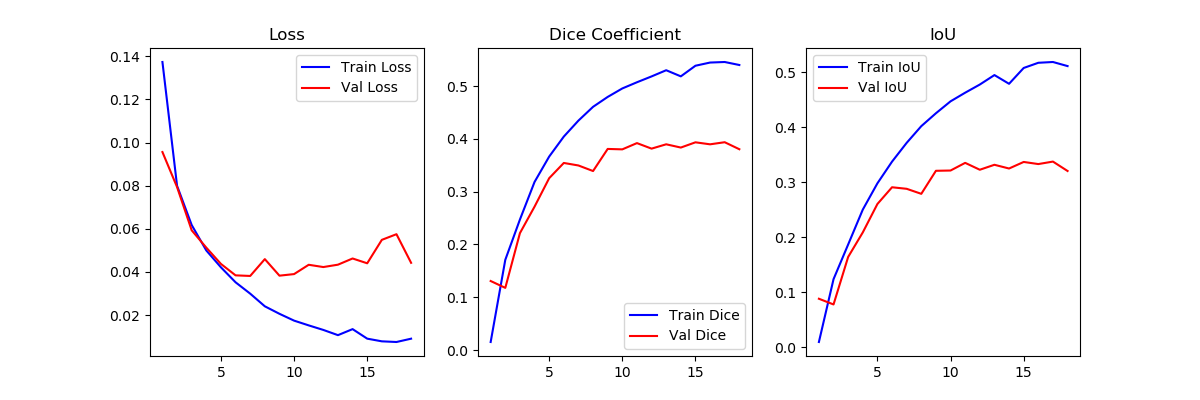 Loss
0.14
0.12
0.10
0.08
0.06
0.04
0.02
5 10 15
Train Loss
Val Loss
Dice Coefficient
0.5
0.4
0.3
0.2
0.1
0.0
5 10 15
Train Dice
Val Dice
IoU
0.5
0.4
0.3
0.2
0.1
0.0
5 10 15
Train IoU
Val IoU